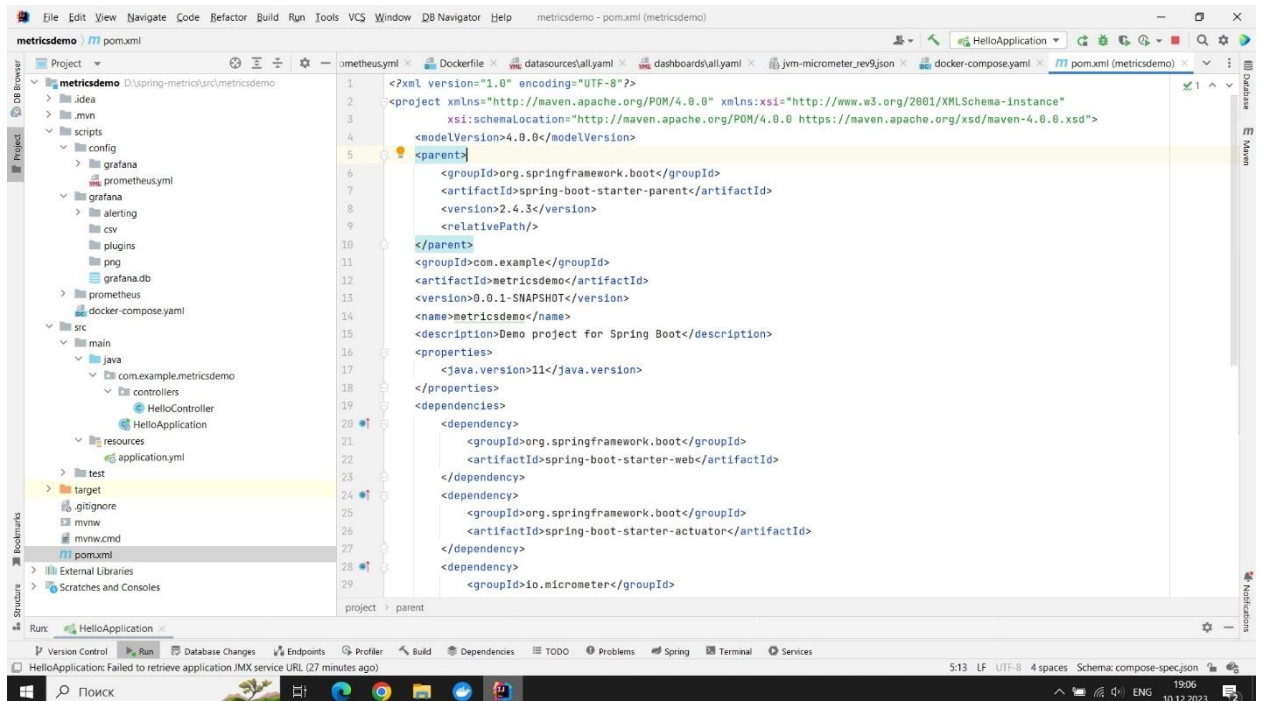 File Edit View Navigate Code Refactor Build Run Tools VCS Window DB Navigator Help metricsdemo - pom.xml (metricsdemo)
metricsdemo pom.xml HelloApplication
Project
ometheus.yml Dockerfile datasources\all.yaml dashboards\all.yaml jvm-micrometer_rev9.json docker-compose.yaml pom.xml (metricsdemo)
DB Browser
Project
Bookmarks
Structure
metricsdemo D:\spring-metrics\src\metricsdemo
.idea
.mvn
scripts
config
grafana
prometheus.yml
grafana
alerting
csv
plugins
png
grafana.db
prometheus
docker-compose.yaml
src
main
java
com.example.metricsdemo
controllers
HelloController
HelloApplication
resources
application.yml
test
target
.gitignore
mvnw
mvnw.cmd
pom.xml
External Libraries
Scratches and Consoles
1 <?xml version="1.0" encoding="UTF-8"?>
2 <project xmlns="http://maven.apache.org/POM/4.0.0" xmlns:xsi="http://www.w3.org/2001/XMLSchema-instance"
3 xsi:schemaLocation="http://maven.apache.org/POM/4.0.0 https://maven.apache.org/xsd/maven-4.0.0.xsd">
4 <modelVersion>4.0.0</modelVersion>
5 <parent>
6 <groupId>org.springframework.boot</groupId>
7 <artifactId>spring-boot-starter-parent</artifactId>
8 <version>2.4.3</version>
9 <relativePath/>
10 </parent>
11 <groupId>com.example</groupId>
12 <artifactId>metricsdemo</artifactId>
13 <version>0.0.1-SNAPSHOT</version>
14 <name>metricsdemo</name>
15 <description>Demo project for Spring Boot</description>
16 <properties>
17 <java.version>11</java.version>
18 </properties>
19 <dependencies>
20 <dependency>
21 <groupId>org.springframework.boot</groupId>
22 <artifactId>spring-boot-starter-web</artifactId>
23 </dependency>
24 <dependency>
25 <groupId>org.springframework.boot</groupId>
26 <artifactId>spring-boot-starter-actuator</artifactId>
27 </dependency>
28 <dependency>
29 <groupId>io.micrometer</groupId>
1
Database
Maven
Notifications
project > parent
Run: HelloApplication
Version Control Run Database Changes Endpoints Profiler Build Dependencies TODO Problems Spring Terminal Services
HelloApplication: Failed to retrieve application JMX service URL (27 minutes ago) 5:13 LF UTF-8 4 spaces Schema: compose-spec.json
Поиск ENG 19:06
10.12.2023